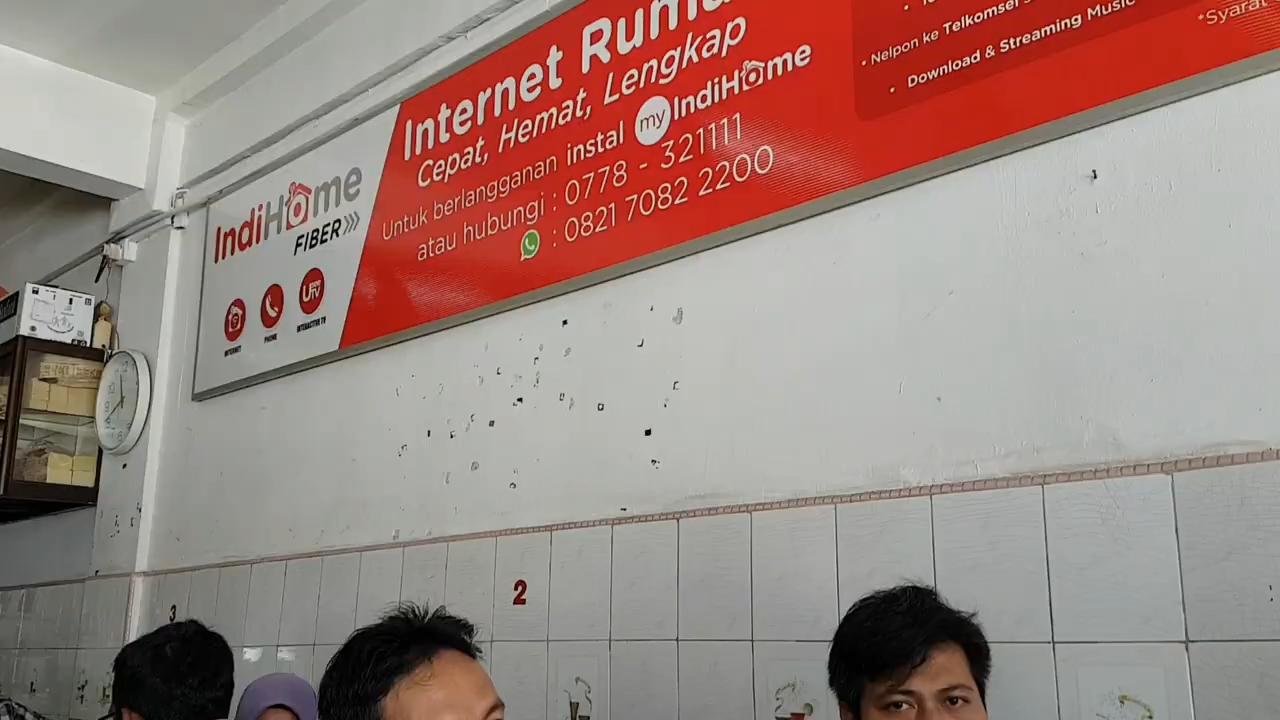 Internet Ruma
Cepat, Hemat, Lengkap
Untuk berlangganan instal my IndiHome
atau hubungi : 0778 - 321111
: 0821 7082 2200
IndiHome
FIBER
INTERNET
PHONE
UseeTV
INTERACTIVE TV
• Nelpon ke Telkomsel
• Download & Streaming Music
*Syarat
3
2